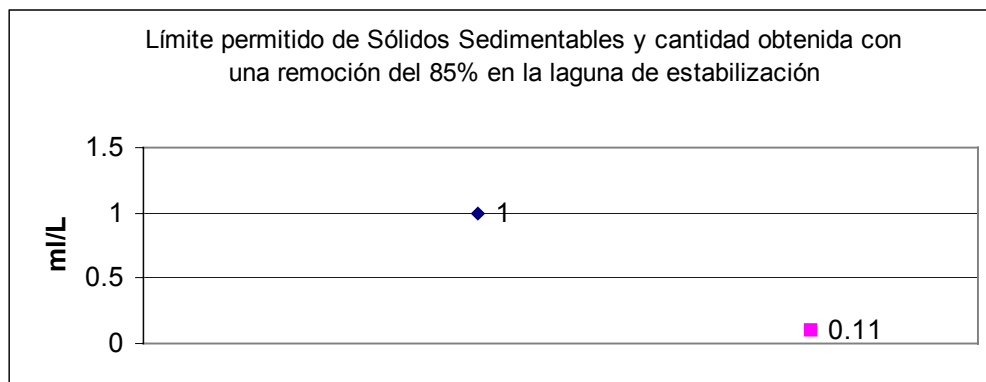 Límite permitido de Sólidos Sedimentables y cantidad obtenida con
una remoción del 85% en la laguna de estabilización
1.5
1
0.5
0
ml/L
1
0.11